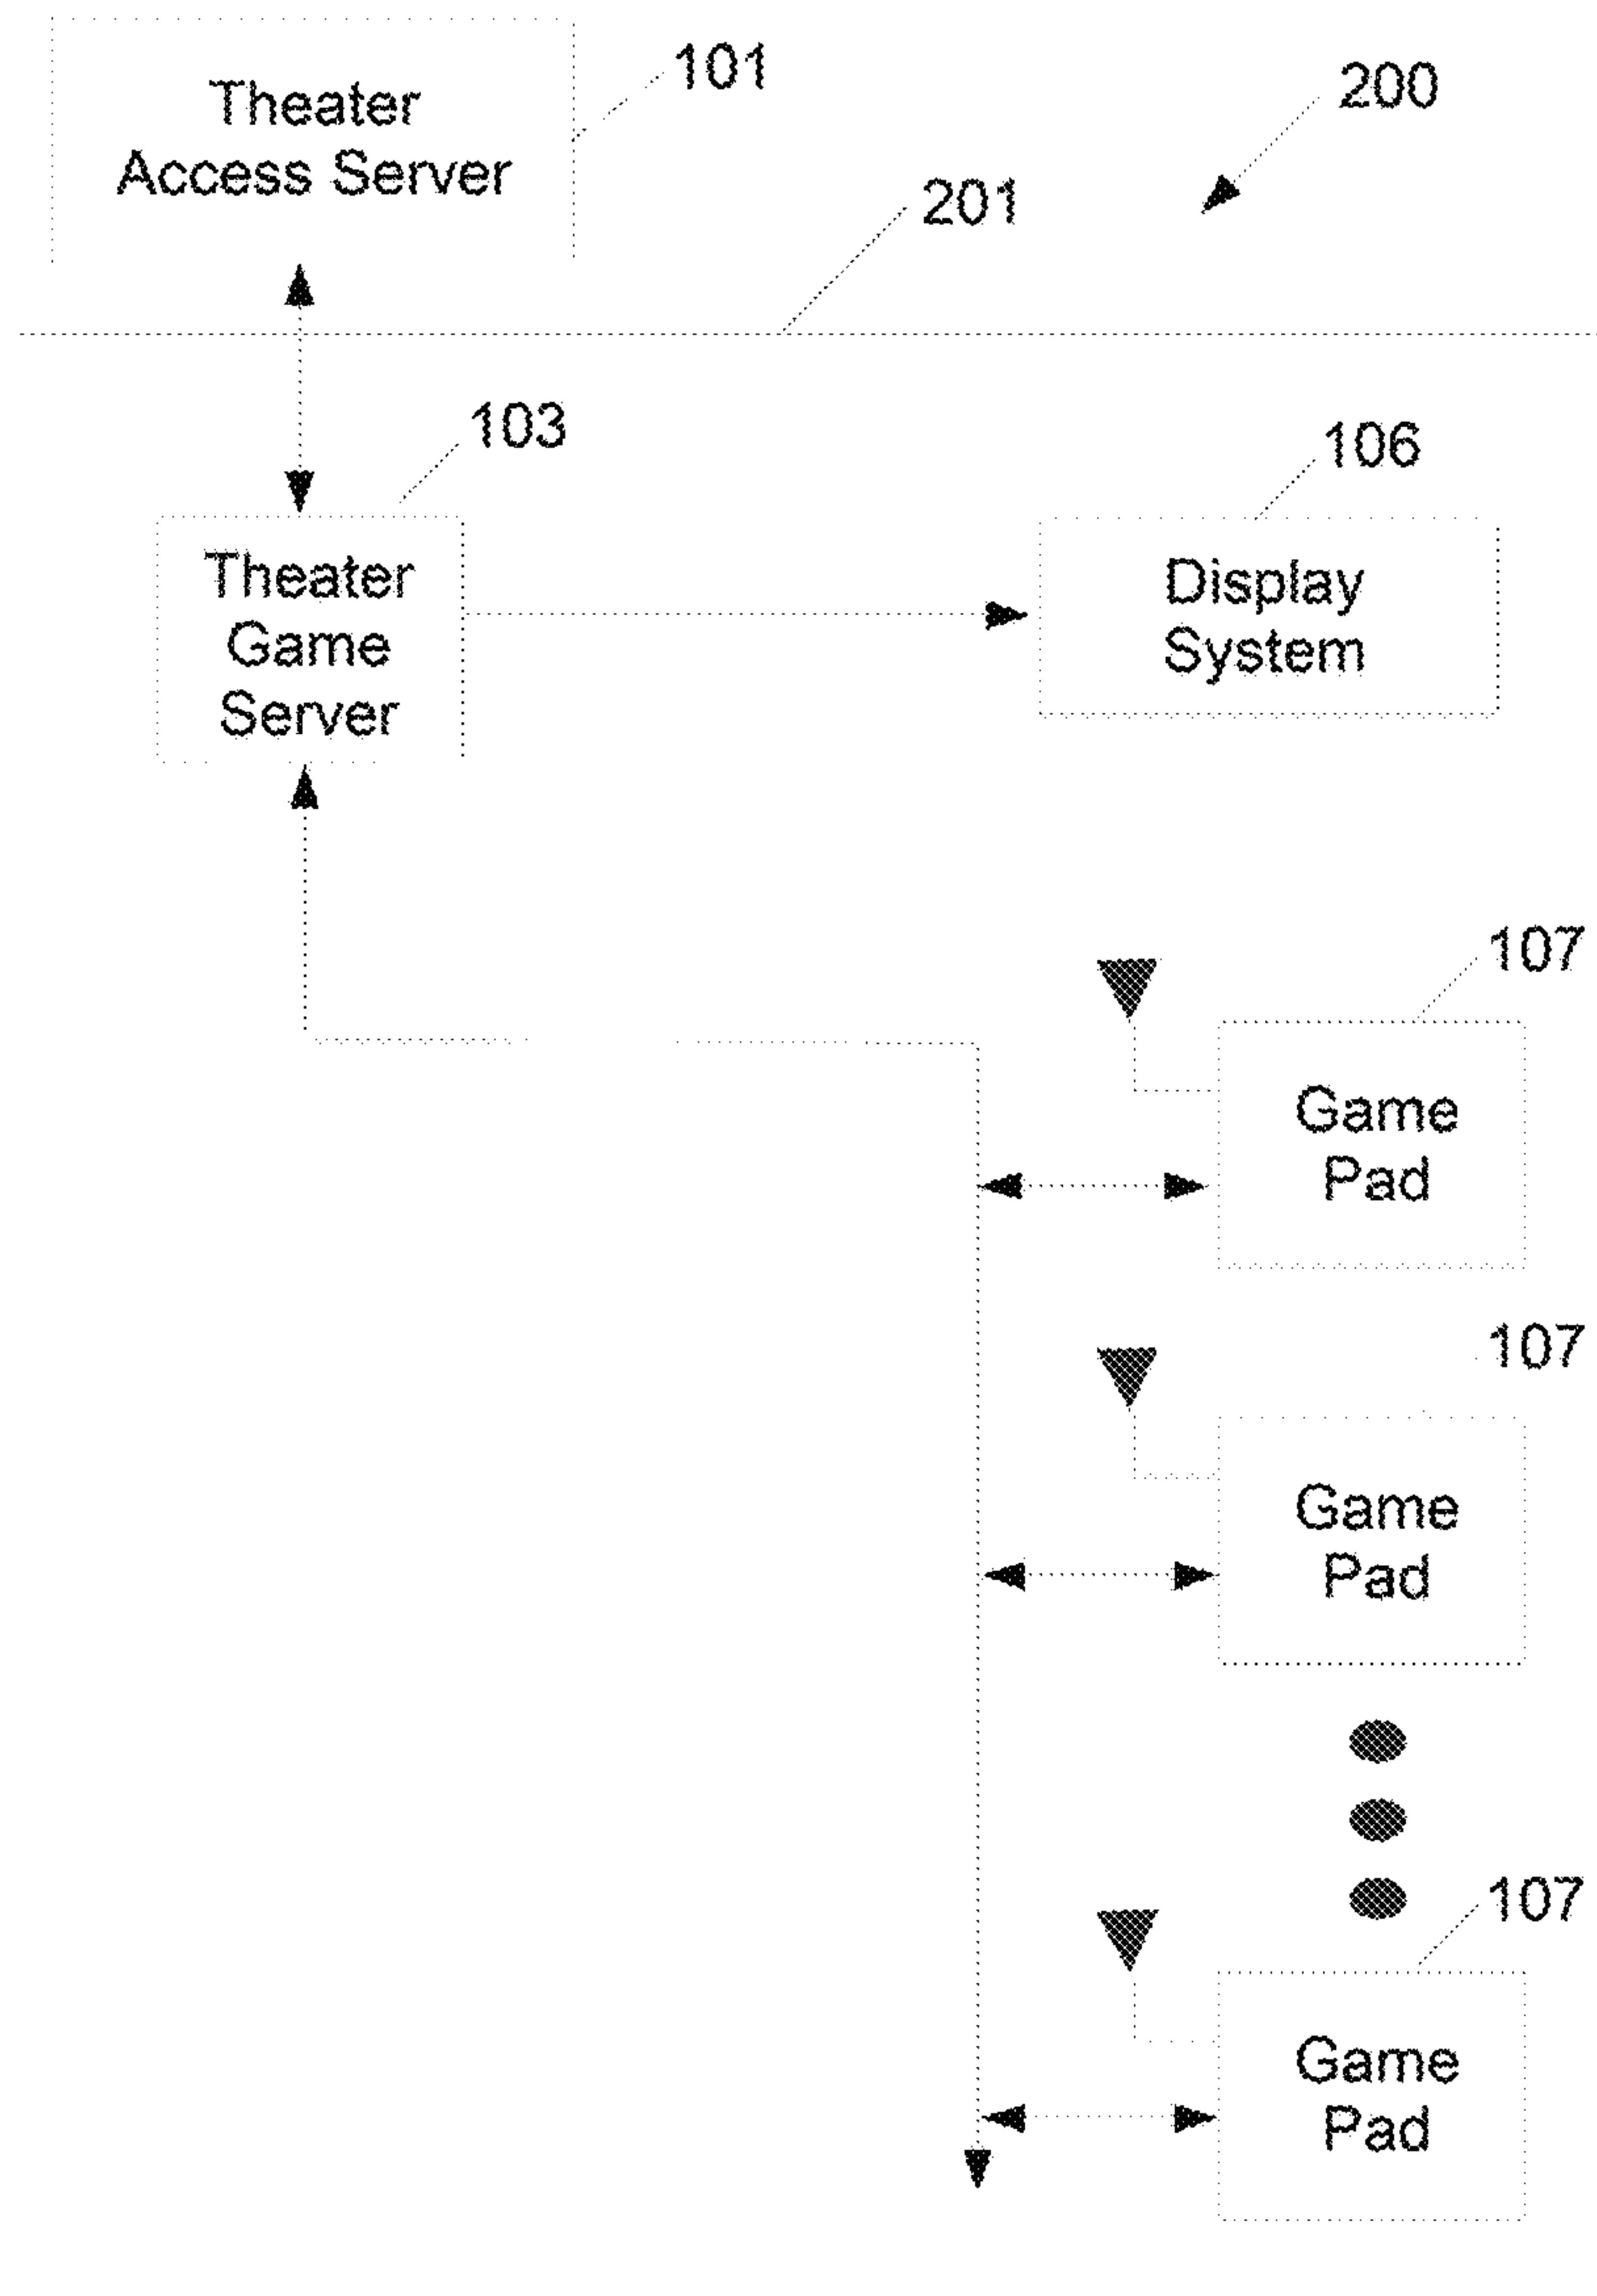 101
200
Theater
Access Server
201
103
106
Theater
Game
Server
Display
System
107
Game
Pad
107
Game
Pad
107
Game
Pad